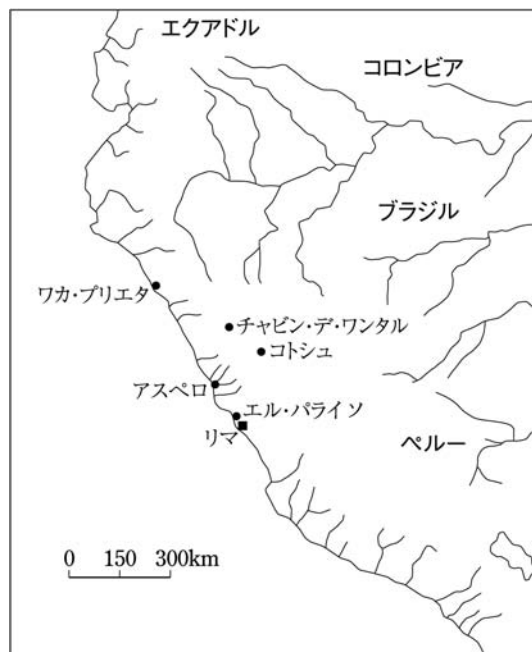 エクアドル
コロンビア
ブラジル
ワカ・プリエタ
チャビン・デ・ワンタル
コトシュ
アスペロ
エル・パライソ
リマ
ペルー
0 150 300km